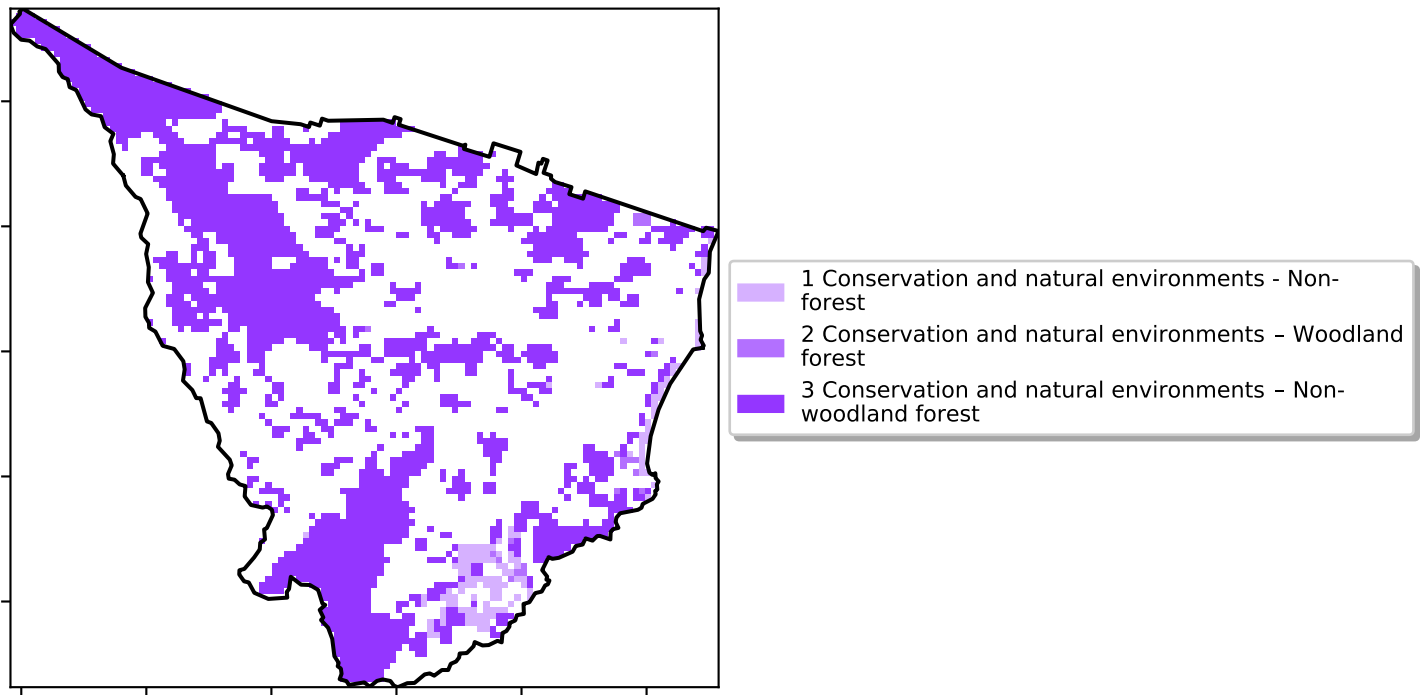 1 Conservation and natural environments - Non-
forest
2 Conservation and natural environments – Woodland
forest
3 Conservation and natural environments – Non-
woodland forest